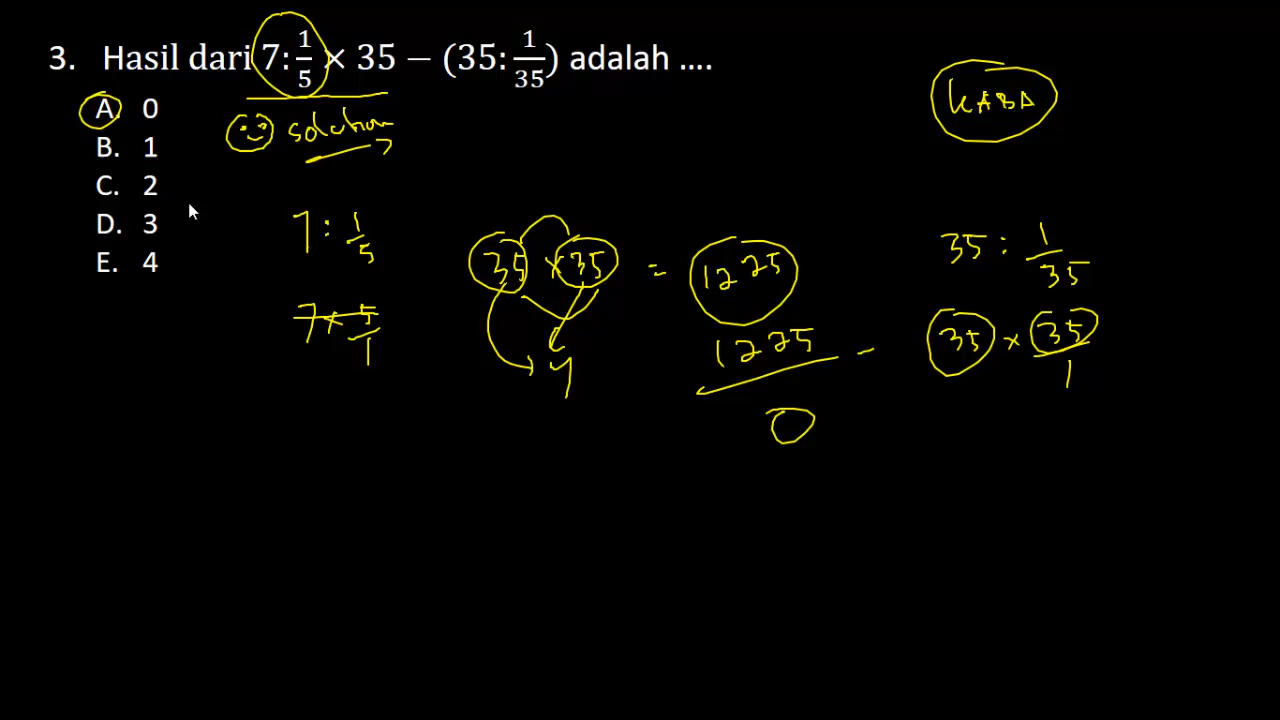 3. Hasil dari 7: 1/5 × 35 − (35: 1/35) adalah ....
A. 0
B. 1
C. 2
D. 3
E. 4
solution
KABA
7 : 1/5
7 × 5/1
35 × 35 = 1225
1225 -
0
35 : 1/35
35 × 35/1